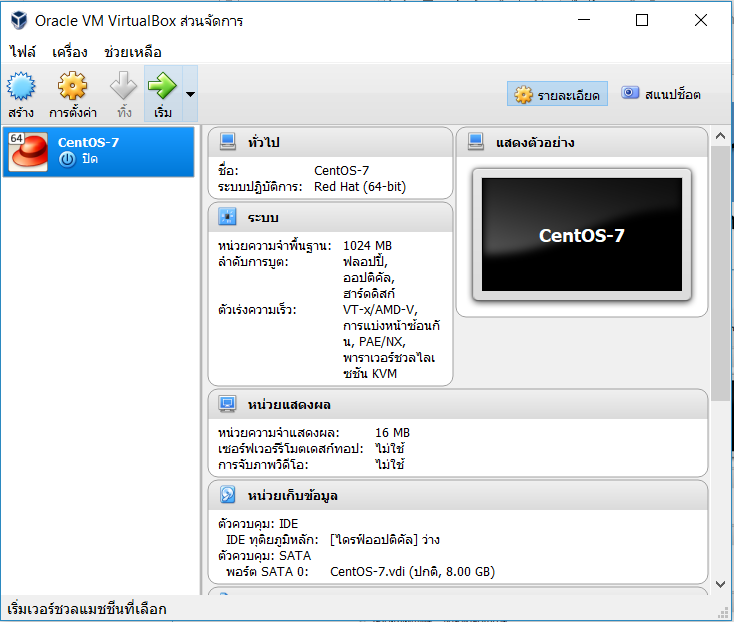 Oracle VM VirtualBox ส่วนจัดการ
ไฟล์ เครื่อง ช่วยเหลือ
สร้าง การตั้งค่า ทิ้ง เริ่ม
รายละเอียด สแนปช็อต
64
CentOS-7
ปิด
ทั่วไป
ชื่อ: CentOS-7
ระบบปฏิบัติการ: Red Hat (64-bit)
แสดงตัวอย่าง
CentOS-7
ระบบ
หน่วยความจำพื้นฐาน: 1024 MB
ลำดับการบูต: ฟลอปปี้,
ออปติคัล,
ฮาร์ดดิสก์
ตัวเร่งความเร็ว: VT-x/AMD-V,
การแบ่งหน้าซ้อนกั
น, PAE/NX,
พาราเวอร์ชวลไลเ
ซชัน KVM
หน่วยแสดงผล
หน่วยความจำแสดงผล: 16 MB
เซอร์ฟเวอร์รีโมตเดสก์ทอป: ไม่ใช้
การจับภาพวิดีโอ: ไม่ใช้
หน่วยเก็บข้อมูล
ตัวควบคุม: IDE
IDE ทุติยภูมิหลัก: [ไดรฟ์ออปติคัล] ว่าง
ตัวควบคุม: SATA
พอร์ต SATA 0: CentOS-7.vdi (ปกติ, 8.00 GB)
เริ่มเวอร์ชวลแมชชีนที่เลือก